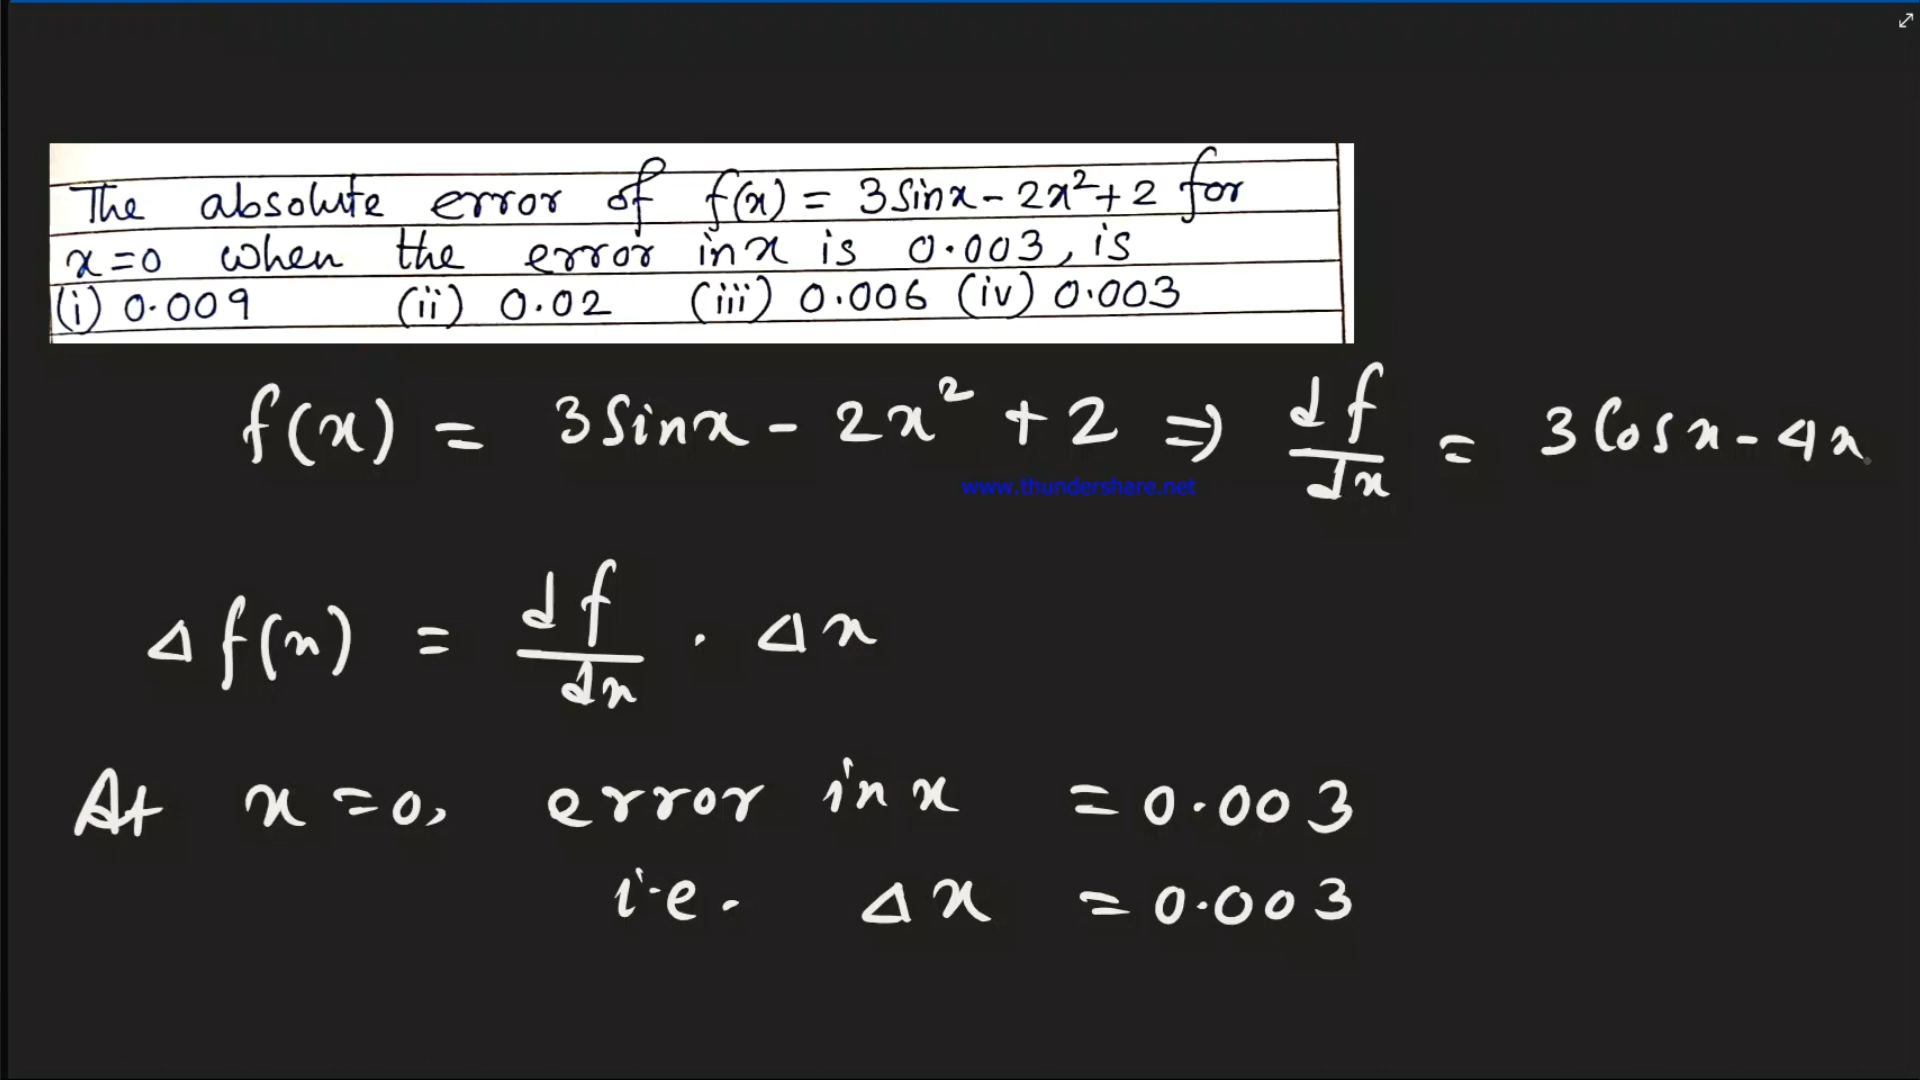 The absolute error of f(x) = 3 Sinx - 2x² + 2 for
x=0 when the error in x is 0.003, is
(i) 0.009 (ii) 0.02 (iii) 0.006 (iv) 0.003
f(x) = 3 Sinx - 2x² + 2 ⇒ df/dx = 3 Cosx - 4x
www.thundershare.net
Δf(x) = df/dx . Δx
At x=0, error in x = 0.003
i.e. Δx = 0.003